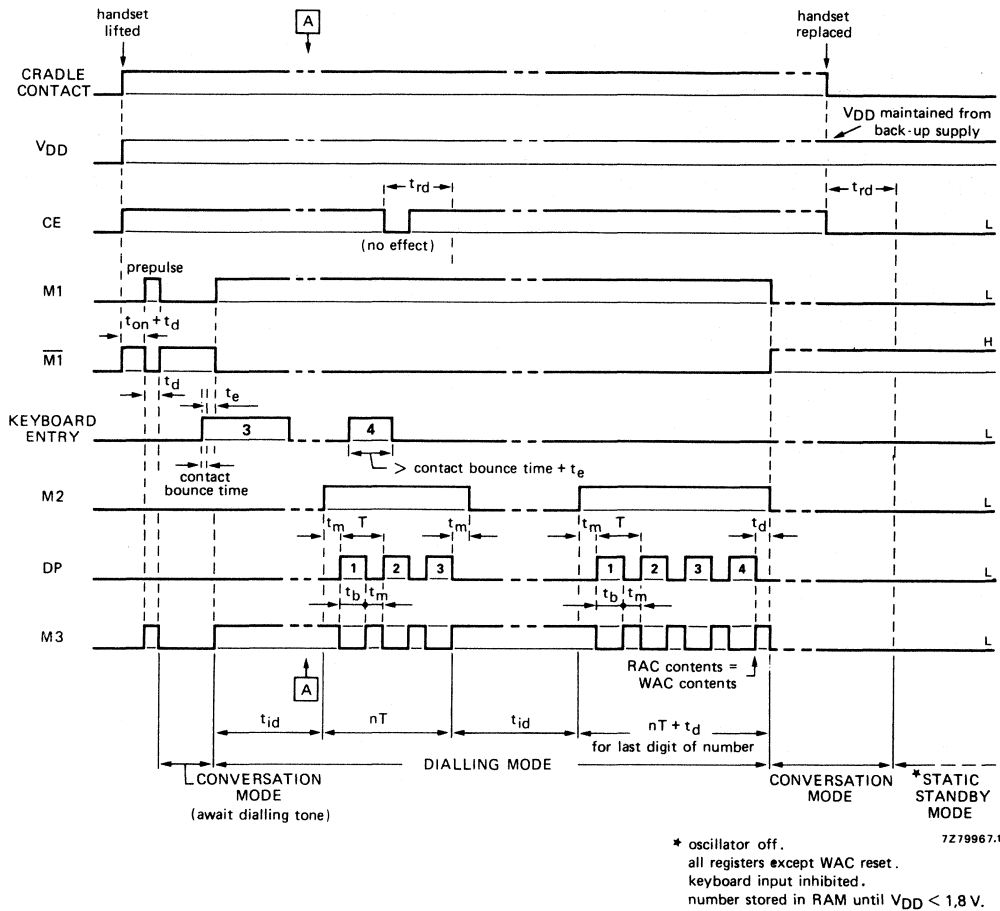 handset
lifted
A
handset
replaced
CRADLE
CONTACT
VDD maintained from
back-up supply
VDD
trd
trd
CE
(no effect)
L
prepulse
M1
L
ton + td
M1
H
td
te
KEYBOARD
ENTRY
3
4
L
contact
bounce time
> contact bounce time + te
M2
L
tm
T
tm
tm
T
td
DP
1
2
3
1
2
3
4
L
tb
tm
tb
tm
M3
L
A
RAC contents =
WAC contents
tid
nT
tid
nT + td
for last digit of number
DIALLING MODE
CONVERSATION
MODE
(await dialling tone)
CONVERSATION
MODE
* STATIC
STANDBY
MODE
7Z79967.1
* oscillator off.
all registers except WAC reset.
keyboard input inhibited.
number stored in RAM until VDD < 1,8 V.